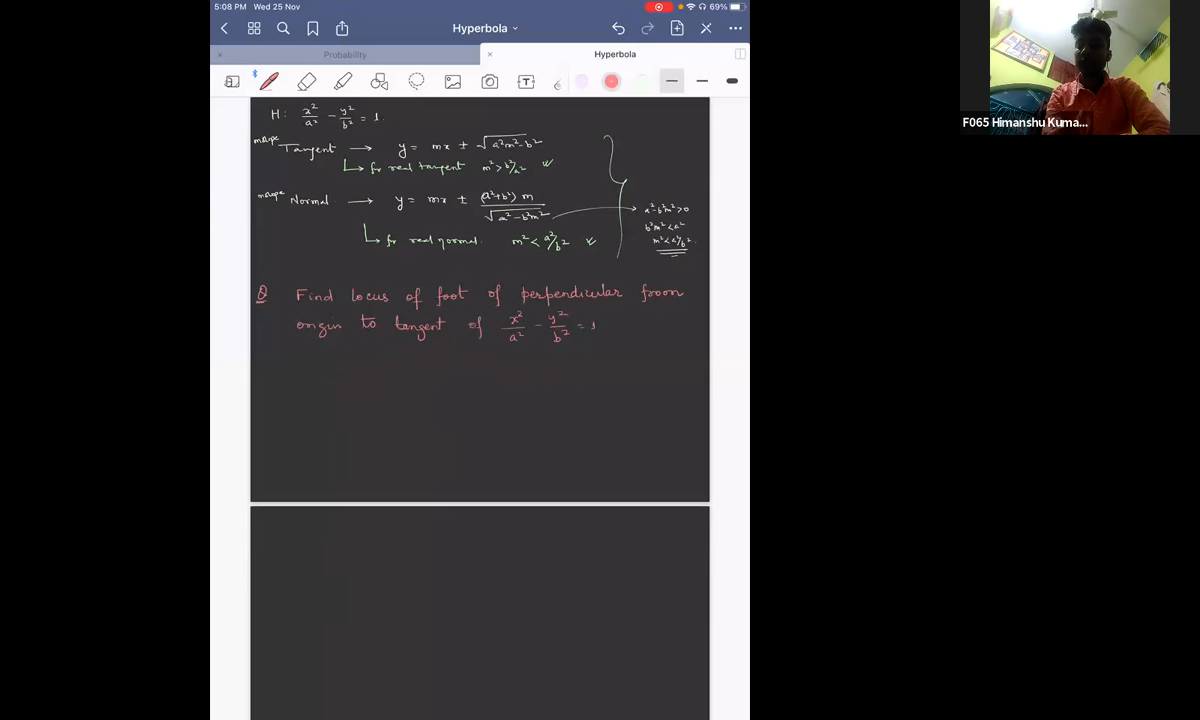 5:08 PM Wed 25 Nov
69%
Hyperbola
Probability
Hyperbola
H: x²/a² - y²/b² = 1.
mslope Tangent → y = mx ± √a²m²-b²
↳ for real tangent m² > b²/a²
mslope Normal → y = mx ± (a²+b²) m / √a²-b²m²
↳ for real normal. m² < a²/b²
a²-b²m²>0
b²m²<a²
m²<a²/b².
Q Find locus of foot of perpendicular from
origin to tangent of x²/a² - y²/b² = 1
F065 Himanshu Kuma...